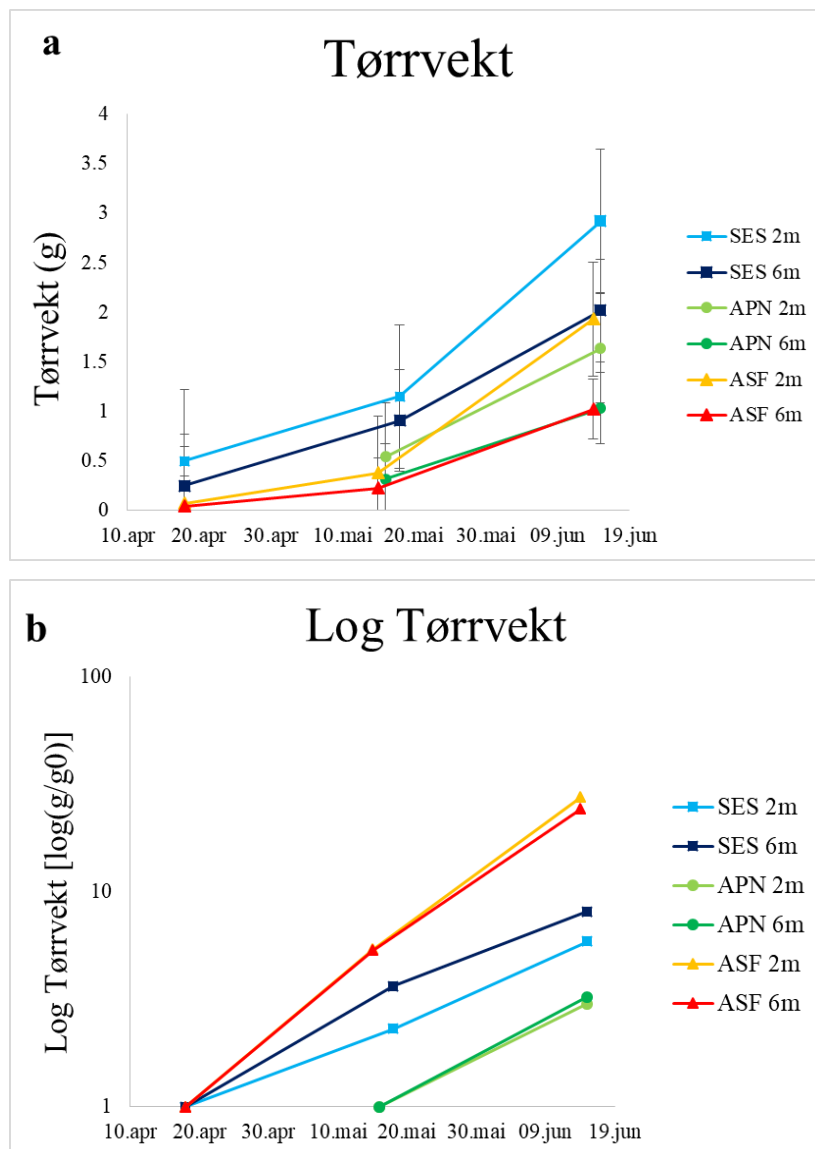 a
Tørrvekt
Tørrvekt (g)
4
3.5
3
2.5
2
1.5
1
0.5
0
10.apr 20.apr 30.apr 10.mai 20.mai 30.mai 09.jun 19.jun
SES 2m
SES 6m
APN 2m
APN 6m
ASF 2m
ASF 6m
b
Log Tørrvekt
Log Tørrvekt [log(g/g0)]
100
10
1
10.apr 20.apr 30.apr 10.mai 20.mai 30.mai 09.jun 19.jun
SES 2m
SES 6m
APN 2m
APN 6m
ASF 2m
ASF 6m